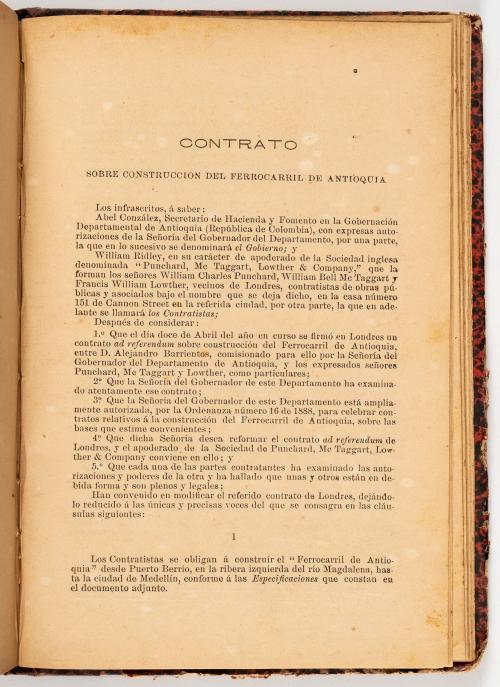 CONTRATO
SOBRE CONSTRUCCION DEL FERROCARRIL DE ANTIOQUIA
Los infrascritos, á saber:
Abel Conzález, Secretario de Hacienda y Fomento en la Gobernación
Departamental de Antioquia (República de Colombia), con expresas auto-
rizaciones de la Señoría del Gobernador del Departamento, por una parte,
la que en lo sucesivo se denominará el Gobierno; y
William Ridley, en su carácter de apoderado de la Sociedad inglesa
denominada "Punchard, Mc Taggart, Lowther & Company," que la
forman los señores William Charles Punchard, William Bell Mc Taggart y
Francis William Lowther, vecinos de Londres, contratistas de obras pú-
blicas y asociados bajo el nombre que se deja dicho, en la casa número
151 de Cannon Street en la referida ciudad, por otra parte, la que en ade-
lante se llamará los Contratistas;
Después de considerar:
1.º Que el día doce de Abril del año en curso se firmó en Londres un
contrato ad referendum sobre construcción del Ferrocarril de Antioquia,
entre D. Alejandro Barrientos, comisionado para ello por la Señoría del
Gobernador del Departamento de Antioquia, y los expresados señores
Punchard, Mc Taggart y Lowther, como particulares;
2º Que la Señoría del Gobernador de este Departamento ha examina-
do atentamente ese contrato;
3º Que la Señoría del Gobernador de este Departamento está amplia-
mente autorizada, por la Ordenanza número 16 de 1888, para celebrar con-
tratos relativos á la construcción del Ferrocarril de Antioquia, sobre las
bases que estime convenientes;
4º Que dicha Señoría desea reformar el contrato ad referendum de
Londres, y el apoderado de la Sociedad de Punchard, Mc Taggart, Low-
ther & Company conviene en ello; y
5.º Que cada una de las partes contratantes ha examinado las auto-
rizaciones y poderes de la otra y ha hallado que unas y otros están en de-
bida forma y son plenos y legales;
Han convenido en modificar el referido contrato de Londres, dejándo-
lo reducido á las únicas y precisas voces del que se consagra en las cláu-
sulas siguientes:
1
Los Contratistas se obligan á construir el "Ferrocarril de Antio-
quia" desde Puerto Berrío, en la ribera izquierda del río Magdalena, has-
ta la ciudad de Medellín, conforme á las Especificaciones que constan en
el documento adjunto.